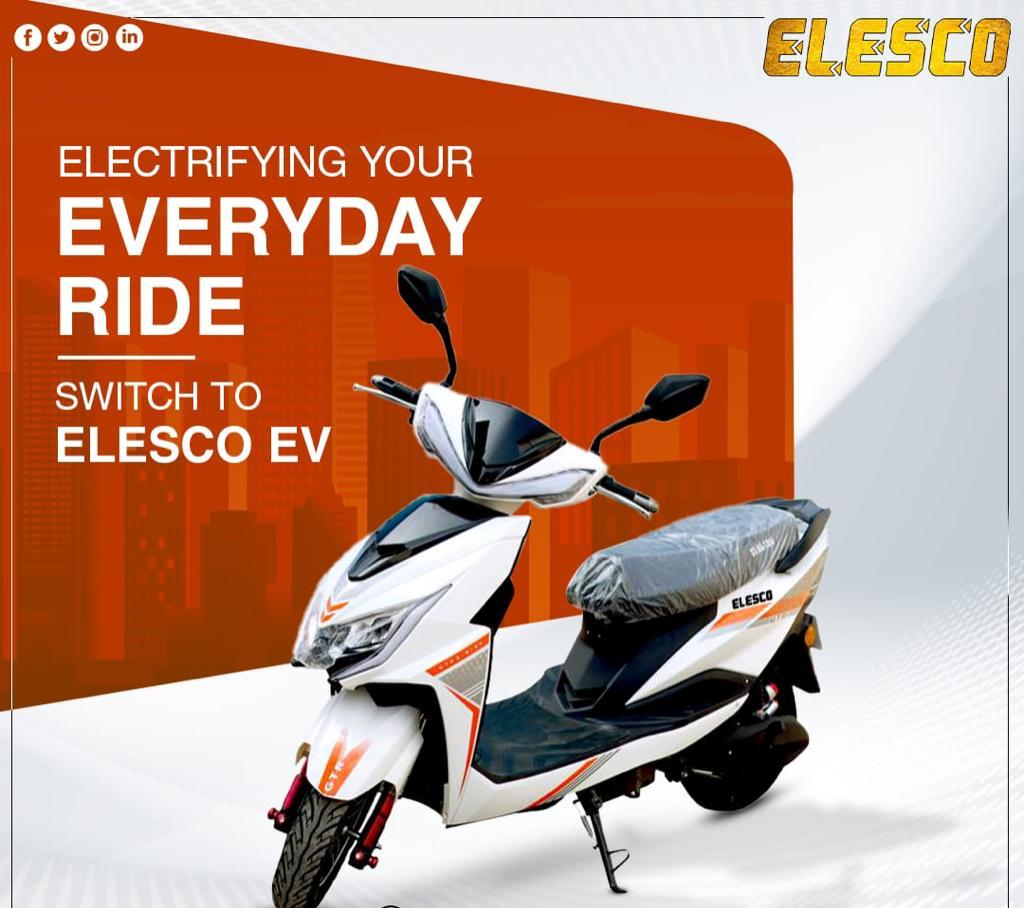 ELESCO
ELECTRIFYING YOUR
EVERYDAY
RIDE
SWITCH TO
ELESCO EV
ELESCO
GTR